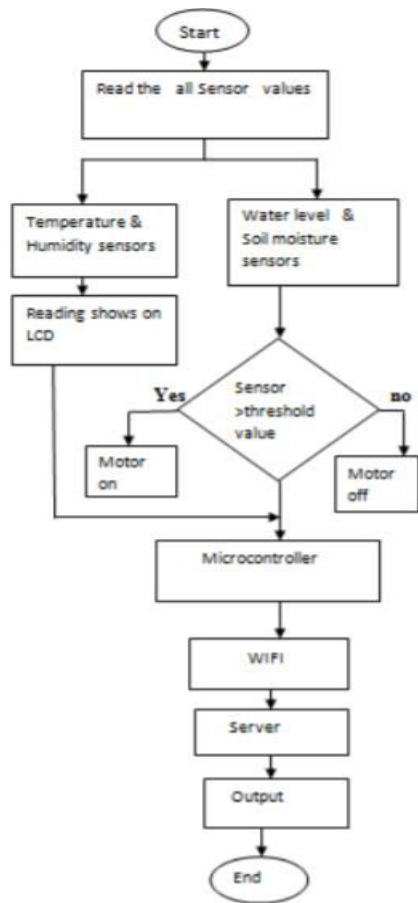 Start
Read the all Sensor values
Temperature &
Humidity sensors
Water level &
Soil moisture
sensors
Reading shows on
LCD
Yes
Sensor
>threshold
value
no
Motor
on
Motor
off
Microcontroller
WIFI
Server
Output
End